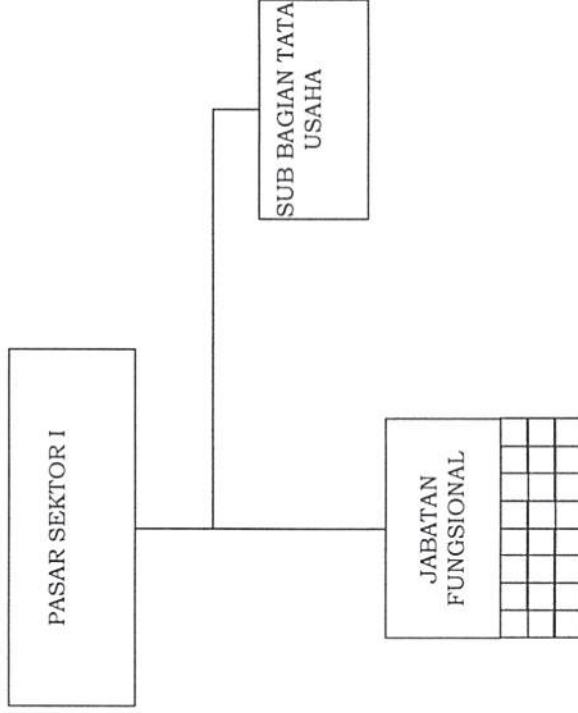 PASAR SEKTOR I
SUB BAGIAN TATA
USAHA
JABATAN
FUNGSIONAL